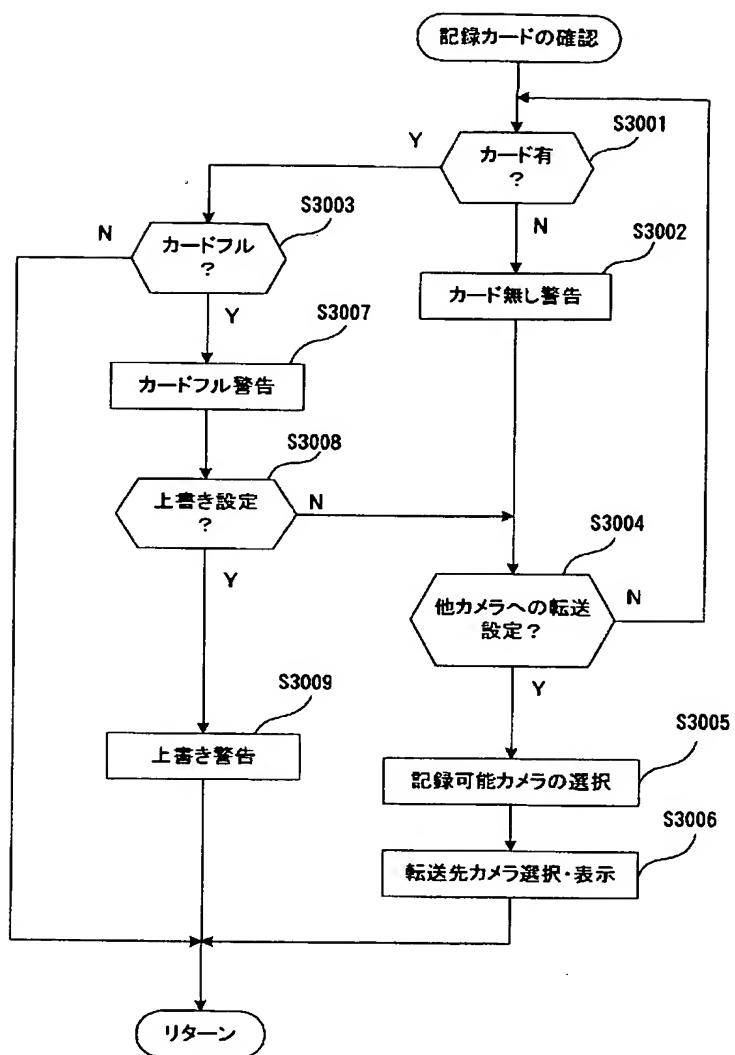 記録カードの確認
S3001
Y
カード有
?
S3003
N
カードフル
?
N
S3002
カード無し警告
Y
S3007
カードフル警告
S3008
上書き設定
?
N
S3004
他カメラへの転送
設定?
N
Y
Y
S3009
上書き警告
S3005
記録可能カメラの選択
S3006
転送先カメラ選択・表示
リターン